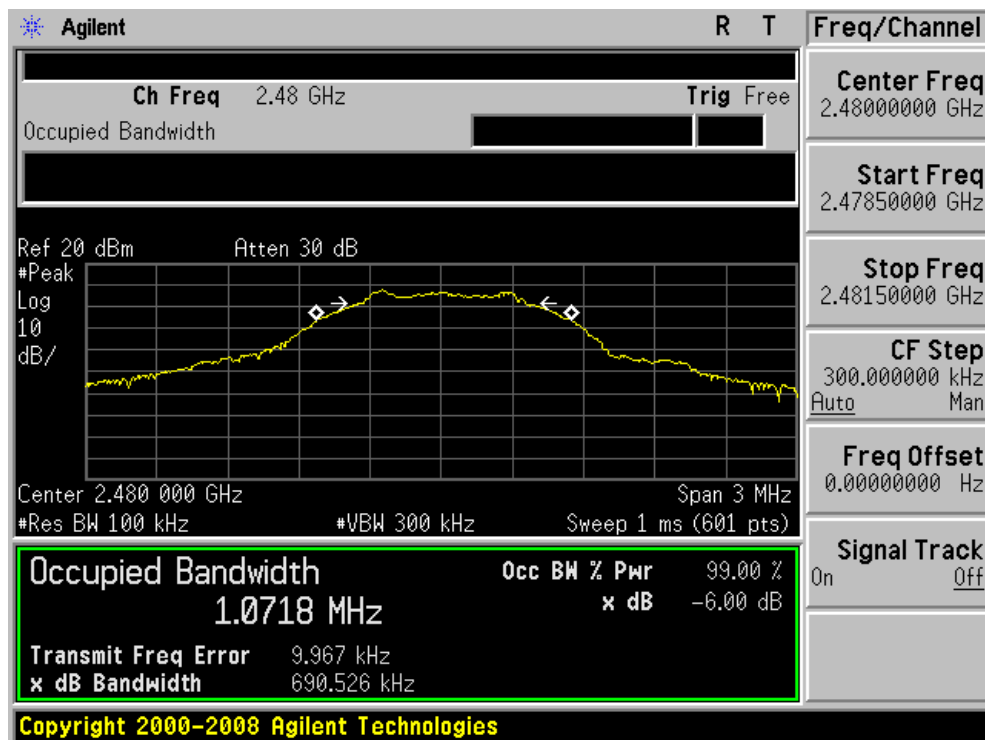 Agilent R T
Ch Freq 2.48 GHz Trig Free
Occupied Bandwidth
Ref 20 dBm Atten 30 dB
#Peak
Log
10
dB/
Center 2.480 000 GHz Span 3 MHz
#Res BW 100 kHz #VBW 300 kHz Sweep 1 ms (601 pts)
Occupied Bandwidth
1.0718 MHz
Occ BW % Pwr 99.00 %
x dB -6.00 dB
Transmit Freq Error 9.967 kHz
x dB Bandwidth 690.526 kHz
Copyright 2000-2008 Agilent Technologies
Freq/Channel
Center Freq
2.48000000 GHz
Start Freq
2.47850000 GHz
Stop Freq
2.48150000 GHz
CF Step
300.000000 kHz
Auto Man
Freq Offset
0.00000000 Hz
Signal Track
On Off